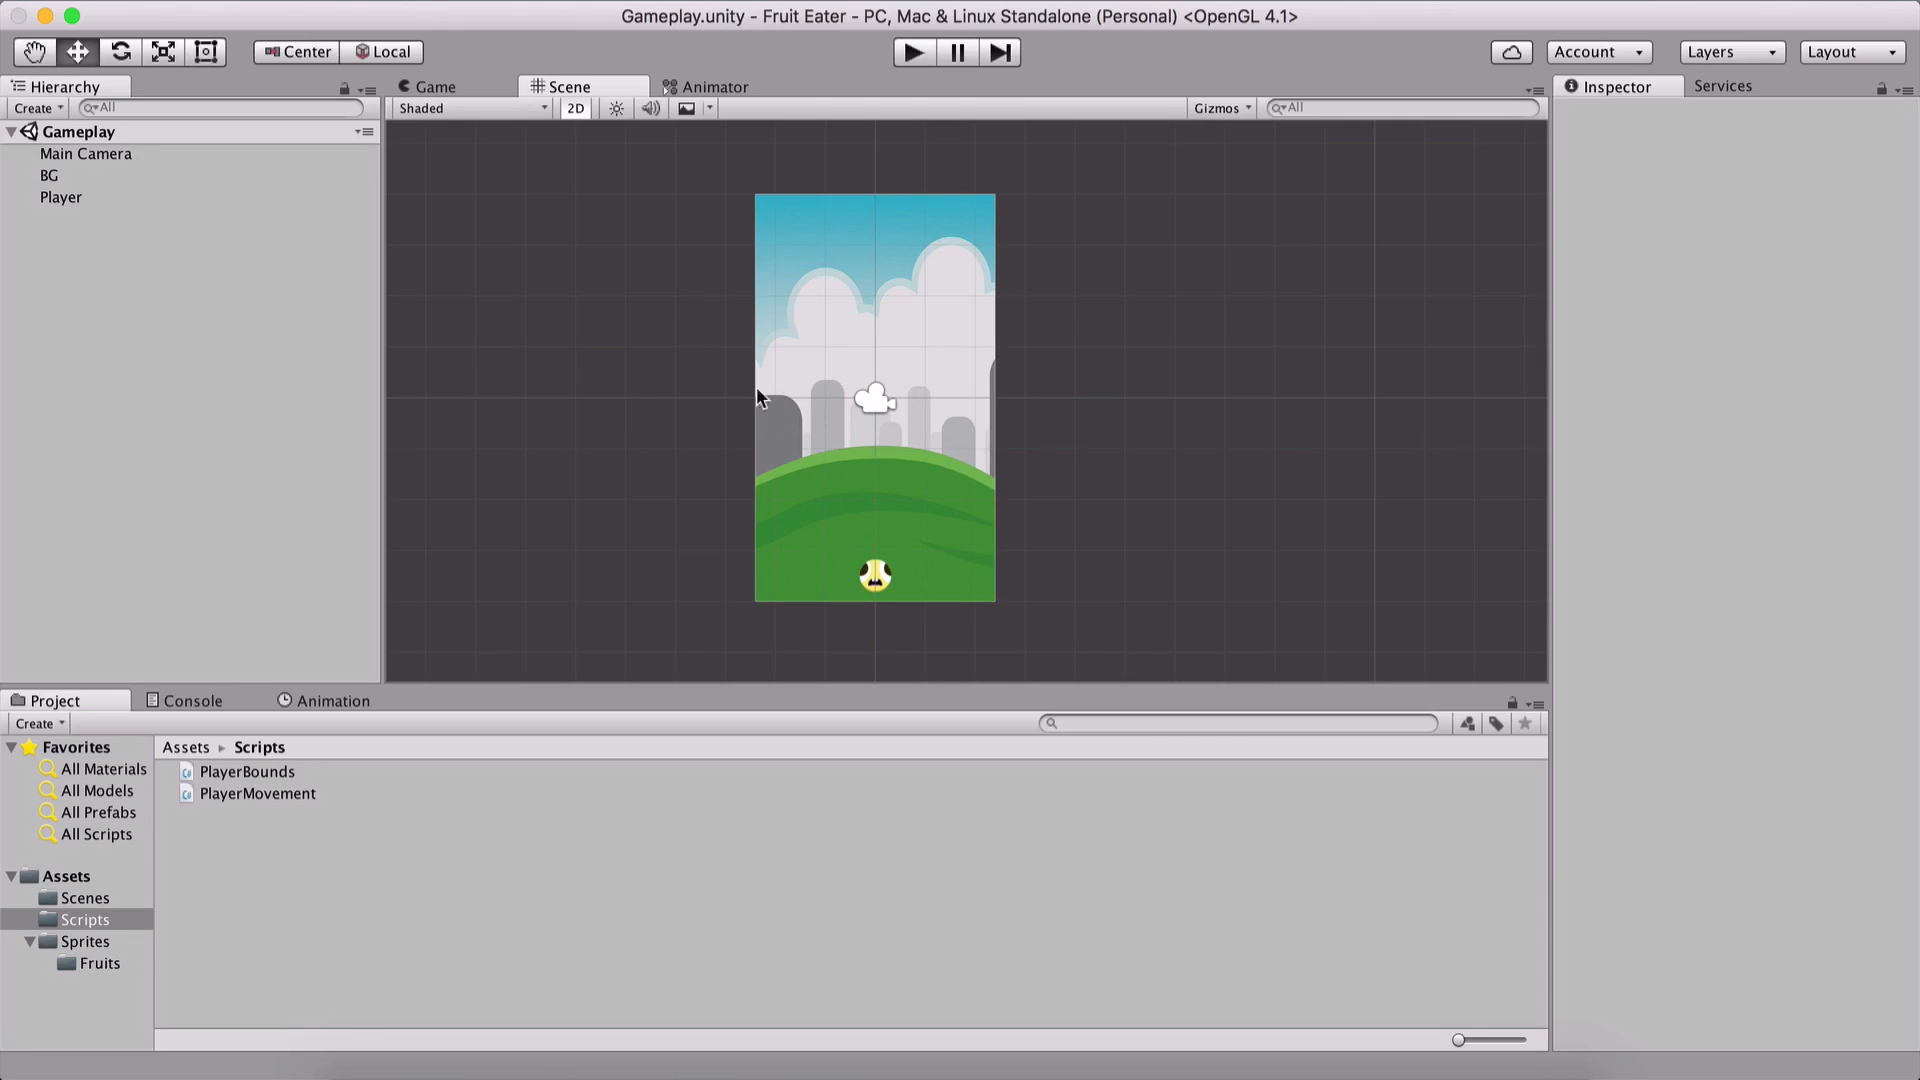 Gameplay.unity - Fruit Eater - PC, Mac & Linux Standalone (Personal) <OpenGL 4.1>
Center Local Account Layers Layout
Hierarchy Game Scene Animator Inspector Services
Create All Shaded 2D Gizmos All
Gameplay
Main Camera
BG
Player
Project Console Animation
Create
Favorites Assets Scripts
All Materials PlayerBounds
All Models PlayerMovement
All Prefabs
All Scripts
Assets
Scenes
Scripts
Sprites
Fruits